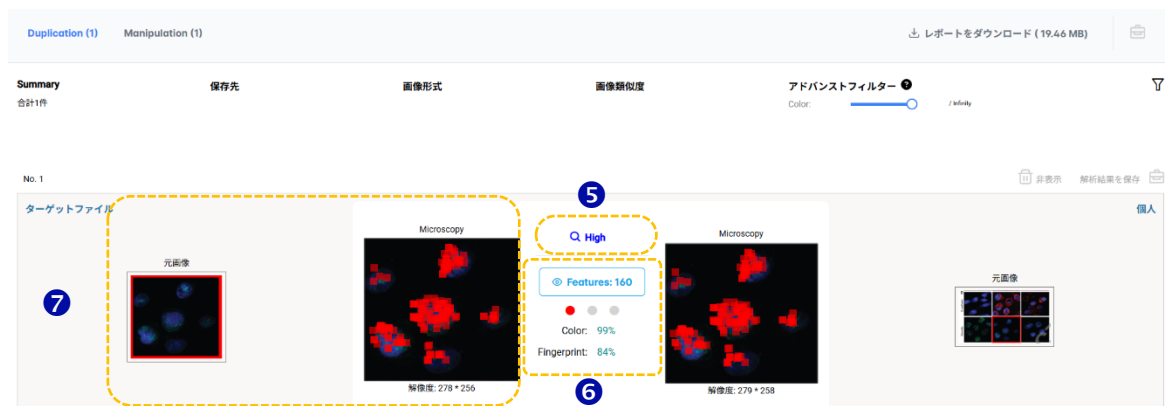 Duplication (1) Manipulation (1) レポートをダウンロード ( 19.46 MB)
Summary 保存先 画像形式 画像類似度 アドバンストフィルター ?
合計1件 Color: / Infinity
No. 1 非表示 解析結果を保存
5
ターゲットファイル 個人
Microscopy High Microscopy
元画像 元画像
Features: 160
7
Color: 99%
Fingerprint: 84%
解像度: 278 * 256 6 解像度: 279 * 258